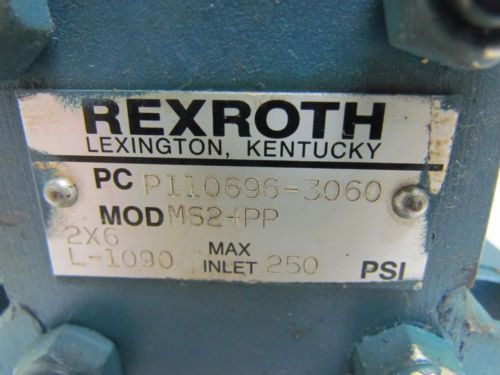 REXROTH
LEXINGTON, KENTUCKY
PC P110696-3060
MOD MS2-PP
2X6
L-1090 MAX INLET 250 PSI